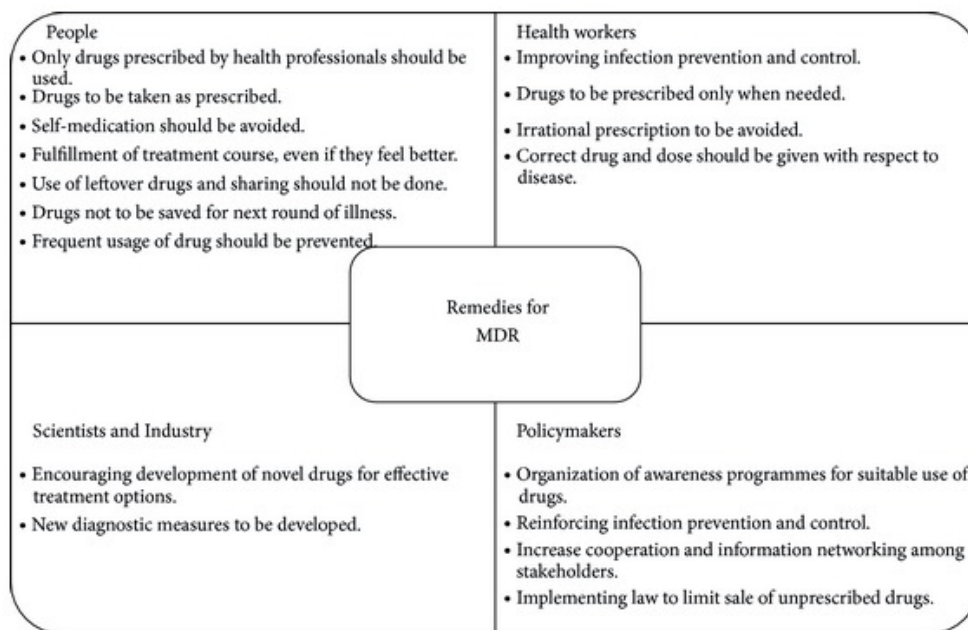 People
• Only drugs prescribed by health professionals should be
used.
• Drugs to be taken as prescribed.
• Self-medication should be avoided.
• Fulfillment of treatment course, even if they feel better.
• Use of leftover drugs and sharing should not be done.
• Drugs not to be saved for next round of illness.
• Frequent usage of drug should be prevented.
Health workers
• Improving infection prevention and control.
• Drugs to be prescribed only when needed.
• Irrational prescription to be avoided.
• Correct drug and dose should be given with respect to
disease.
Remedies for
MDR
Scientists and Industry
• Encouraging development of novel drugs for effective
treatment options.
• New diagnostic measures to be developed.
Policymakers
• Organization of awareness programmes for suitable use of
drugs.
• Reinforcing infection prevention and control.
• Increase cooperation and information networking among
stakeholders.
• Implementing law to limit sale of unprescribed drugs.